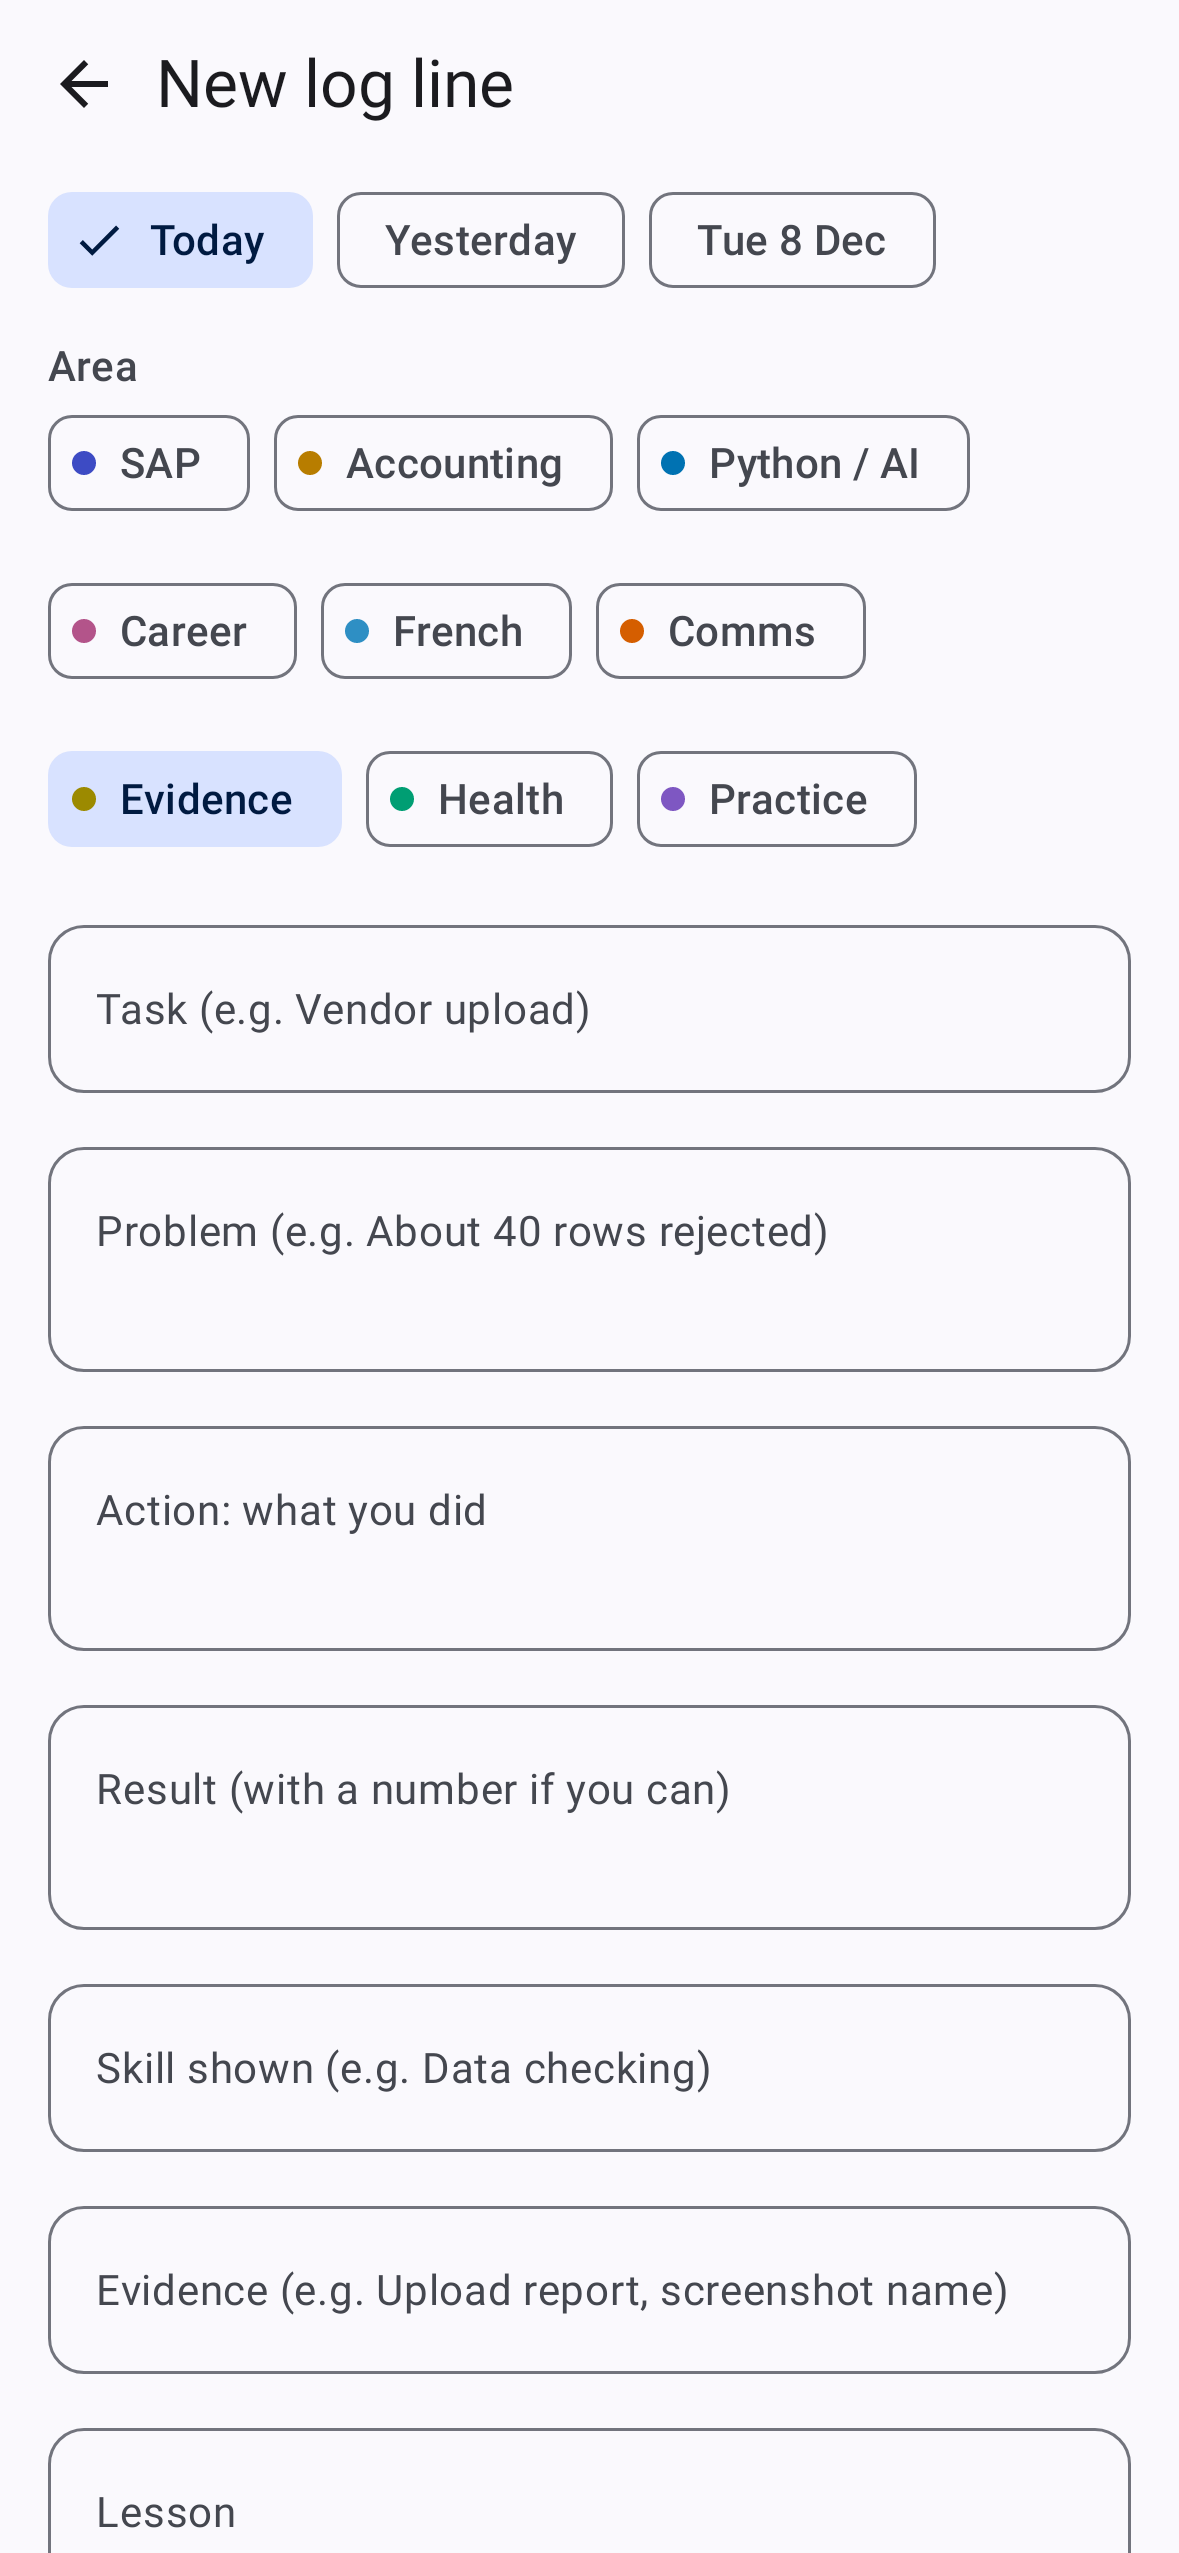 New log line
Today Yesterday Tue 8 Dec
Area
SAP Accounting Python / AI
Career French Comms
Evidence Health Practice
Task (e.g. Vendor upload)
Problem (e.g. About 40 rows rejected)
Action: what you did
Result (with a number if you can)
Skill shown (e.g. Data checking)
Evidence (e.g. Upload report, screenshot name)
Lesson